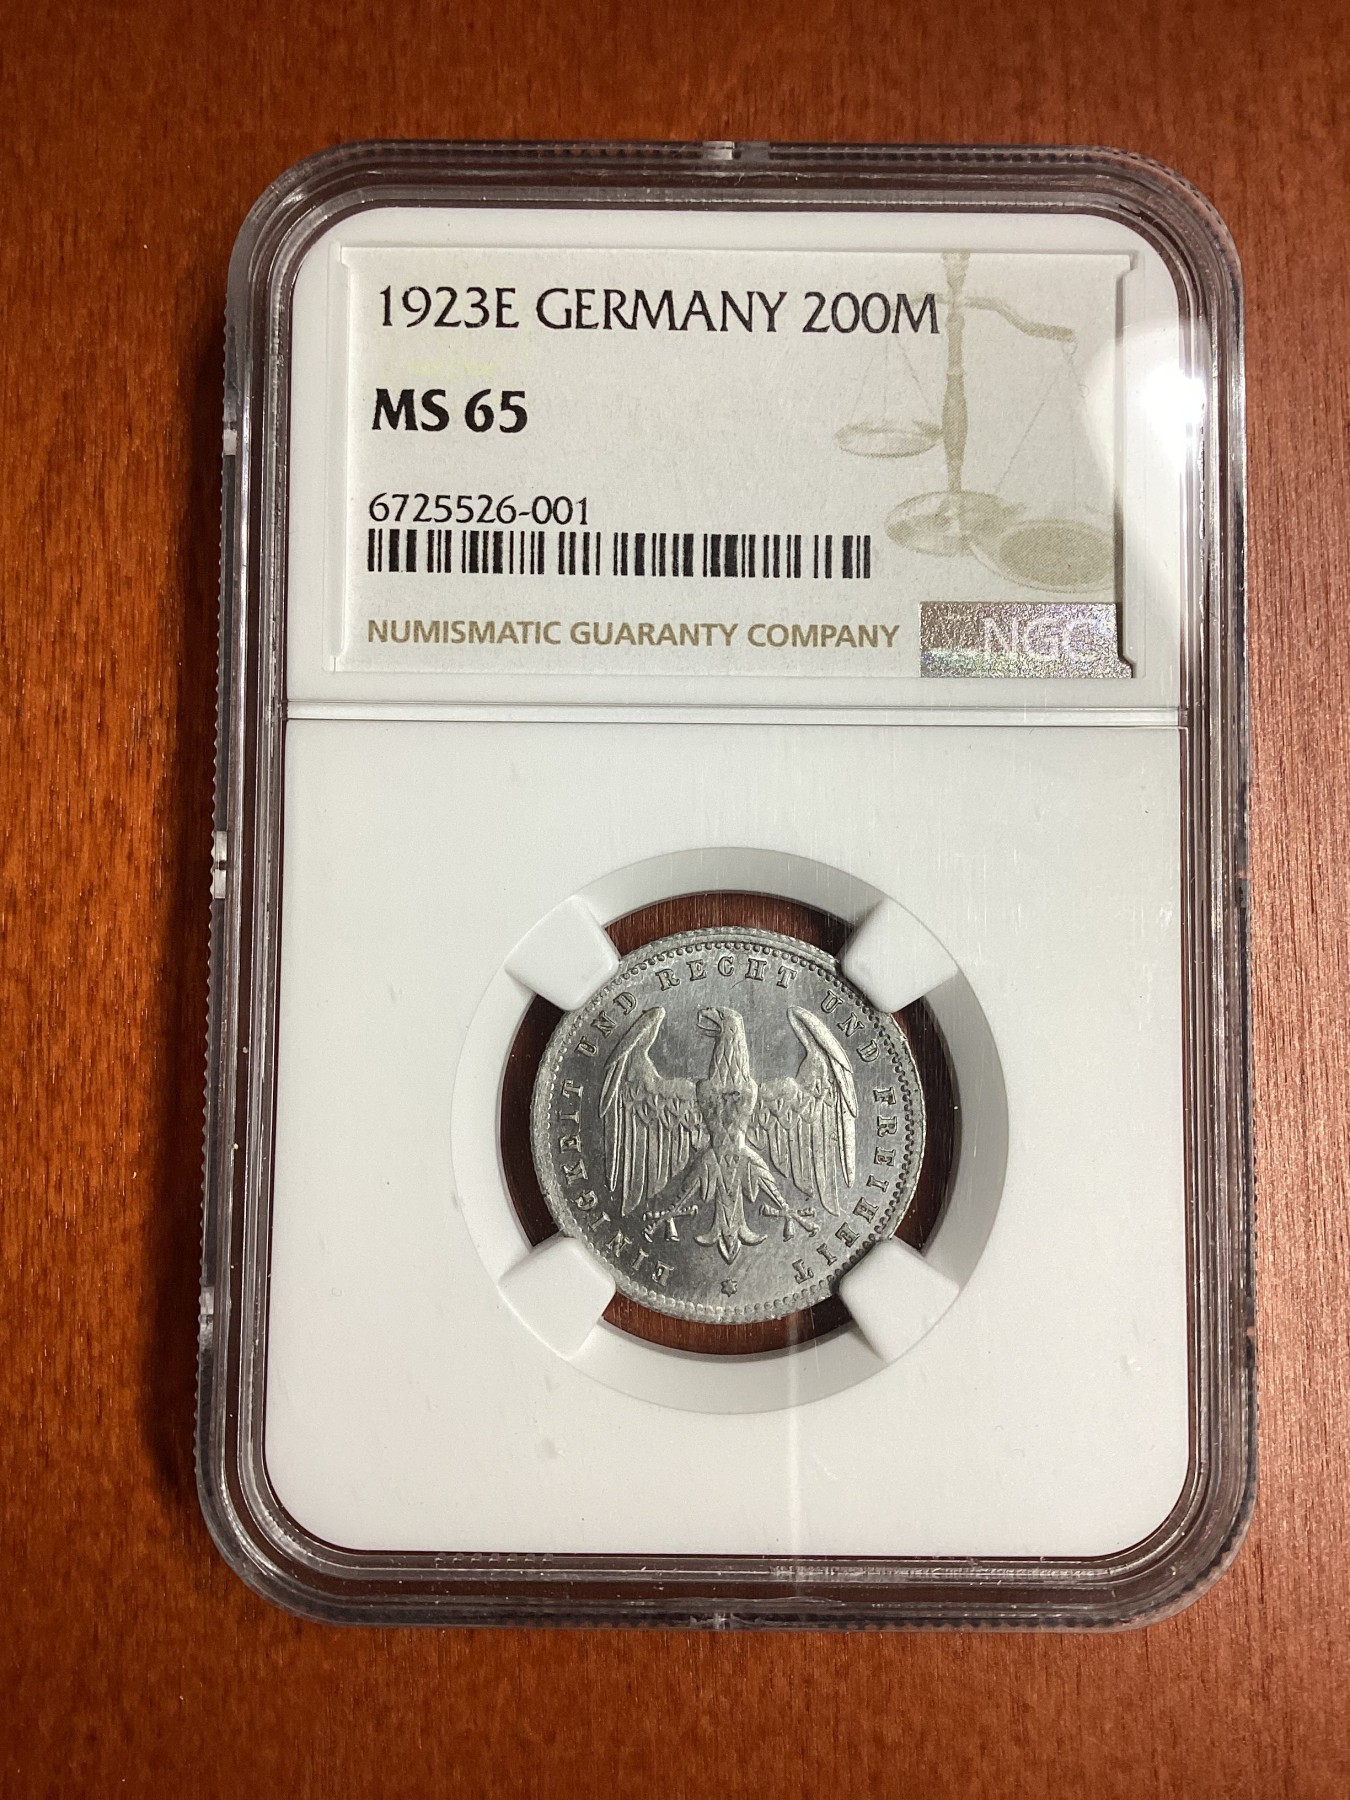 1923E GERMANY 200M
MS 65
6725526-001
NUMISMATIC GUARANTY COMPANY
NGC
EINIGKEIT UND RECHT UND FREIHEIT